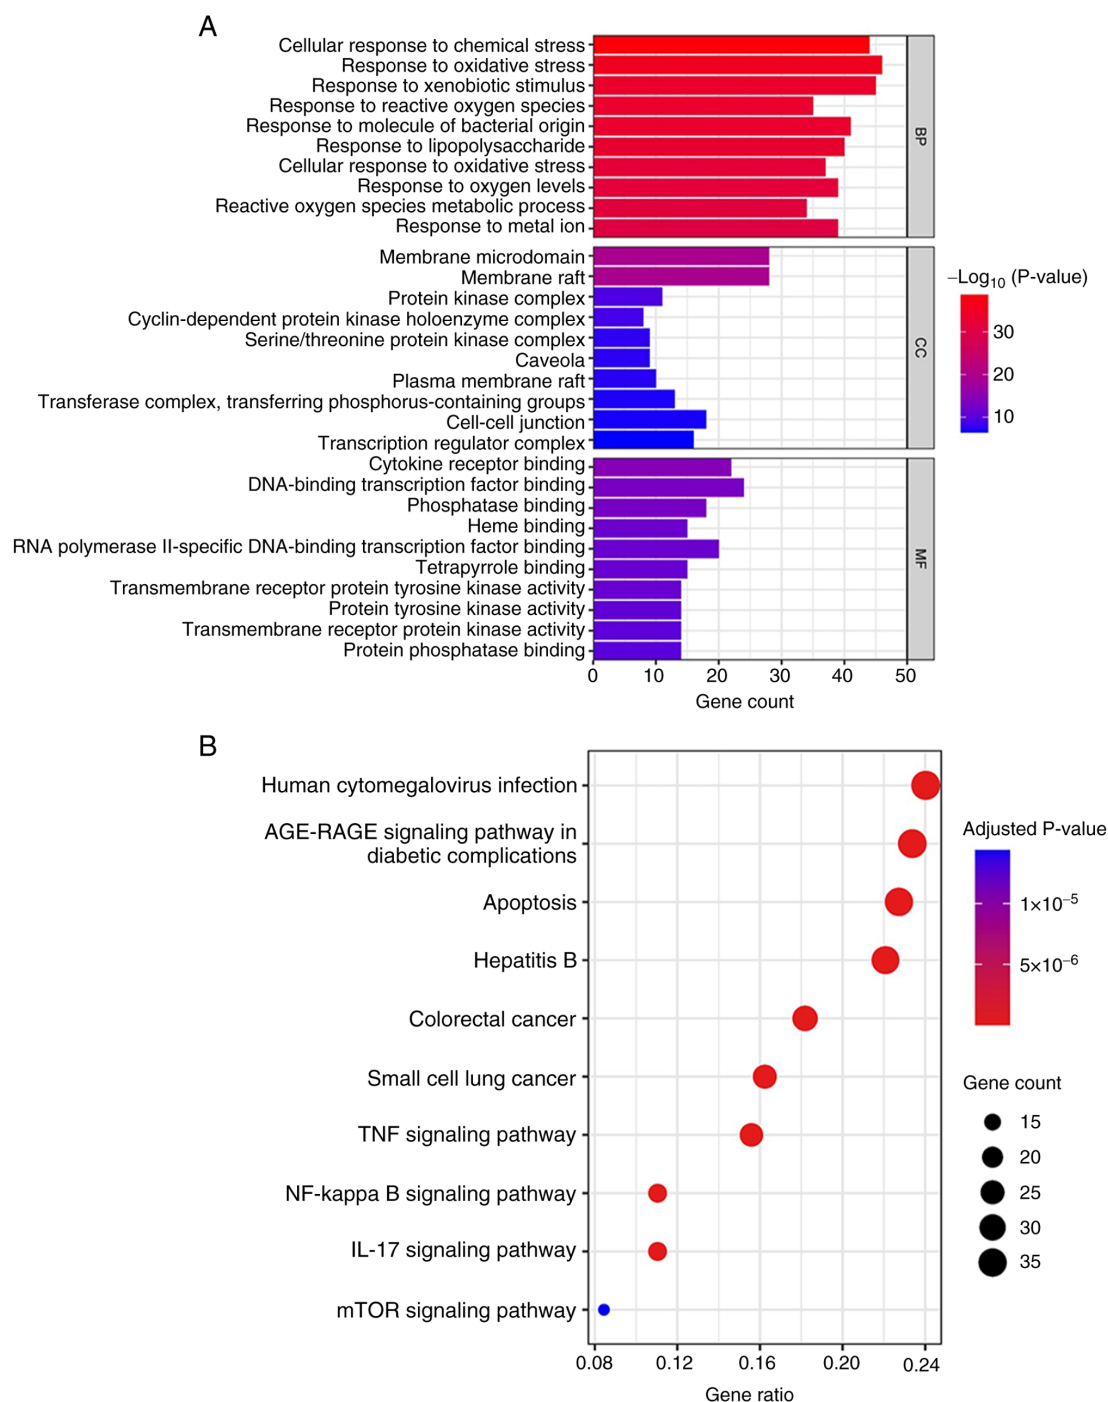 A
Cellular response to chemical stress
Response to oxidative stress
Response to xenobiotic stimulus
Response to reactive oxygen species
Response to molecule of bacterial origin
Response to lipopolysaccharide
Cellular response to oxidative stress
Response to oxygen levels
Reactive oxygen species metabolic process
Response to metal ion
BP
Membrane microdomain
Membrane raft
Protein kinase complex
Cyclin-dependent protein kinase holoenzyme complex
Serine/threonine protein kinase complex
Caveola
Plasma membrane raft
Transferase complex, transferring phosphorus-containing groups
Cell-cell junction
Transcription regulator complex
CC
Cytokine receptor binding
DNA-binding transcription factor binding
Phosphatase binding
Heme binding
RNA polymerase II-specific DNA-binding transcription factor binding
Tetrapyrrole binding
Transmembrane receptor protein tyrosine kinase activity
Protein tyrosine kinase activity
Transmembrane receptor protein kinase activity
Protein phosphatase binding
MF
0 10 20 30 40 50
Gene count
–Log₁₀ (P-value)
30
20
10
B
Human cytomegalovirus infection
AGE-RAGE signaling pathway in
diabetic complications
Apoptosis
Hepatitis B
Colorectal cancer
Small cell lung cancer
TNF signaling pathway
NF-kappa B signaling pathway
IL-17 signaling pathway
mTOR signaling pathway
0.08 0.12 0.16 0.20 0.24
Gene ratio
Adjusted P-value
1×10⁻⁵
5×10⁻⁶
Gene count
15
20
25
30
35